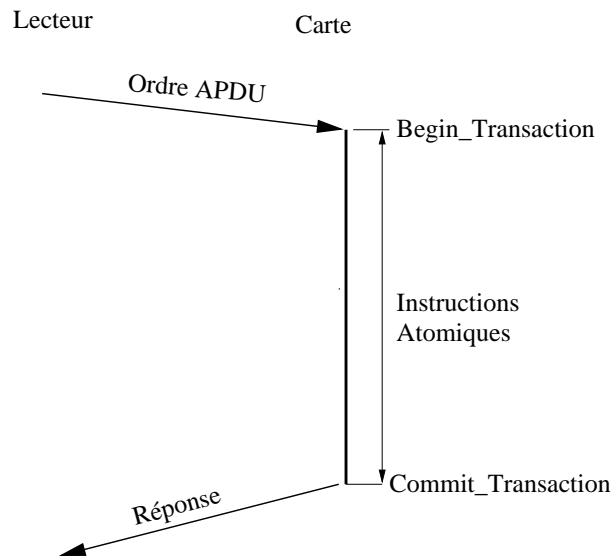 Lecteur
Carte
Ordre APDU
Begin_Transaction
Instructions
Atomiques
Commit_Transaction
Réponse